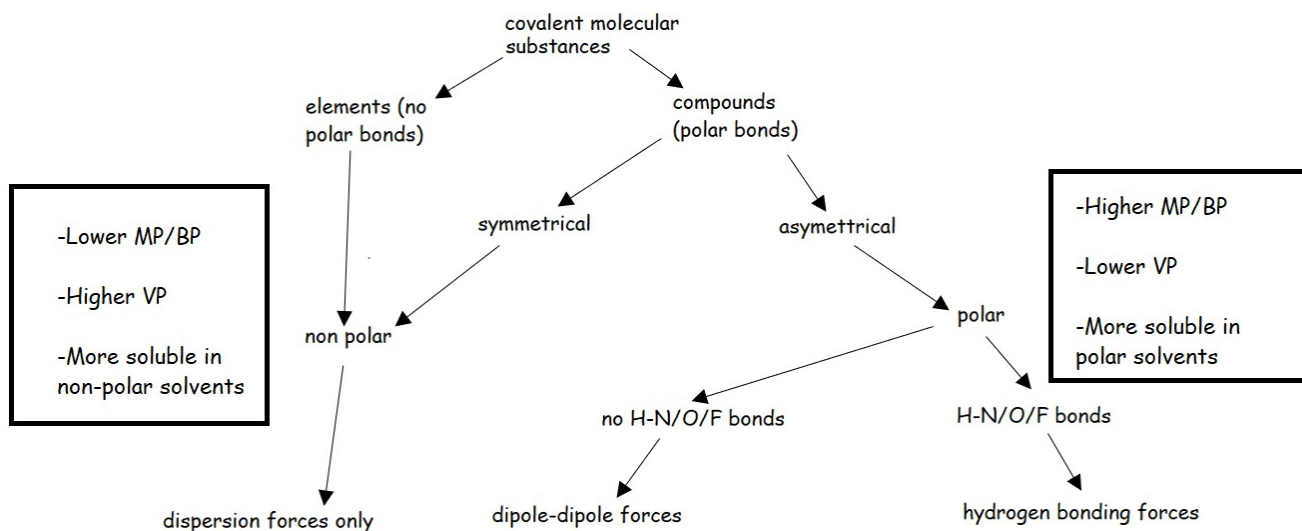 covalent molecular
substances
elements (no
polar bonds)
compounds
(polar bonds)
symmetrical
asymettrical
-Lower MP/BP
-Higher VP
-More soluble in
non-polar solvents
-Higher MP/BP
-Lower VP
-More soluble in
polar solvents
non polar
polar
no H-N/O/F bonds
H-N/O/F bonds
dispersion forces only
dipole-dipole forces
hydrogen bonding forces